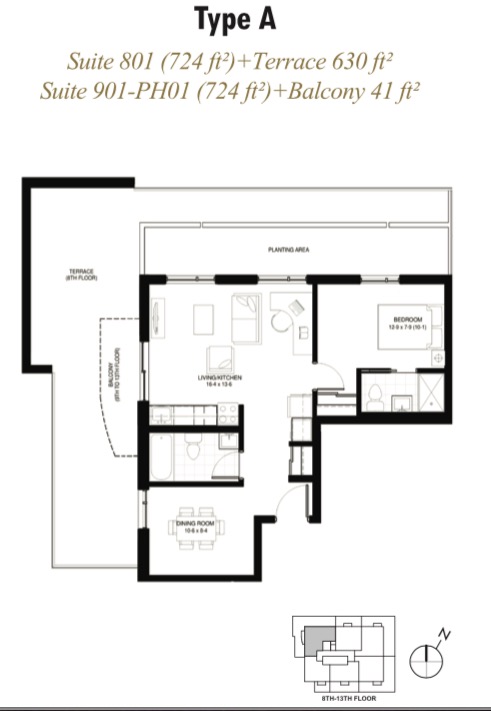 Type A
Suite 801 (724 ft²)+Terrace 630 ft²
Suite 901-PH01 (724 ft²)+Balcony 41 ft²
PLANTING AREA
TERRACE
(8TH FLOOR)
BEDROOM
12-9 x 7-9 (10-1)
BALCONY
(9TH TO 13TH FLOOR)
LIVING/KITCHEN
16-4 x 13-6
DINING ROOM
10-6 x 8-4
N
8TH-13TH FLOOR